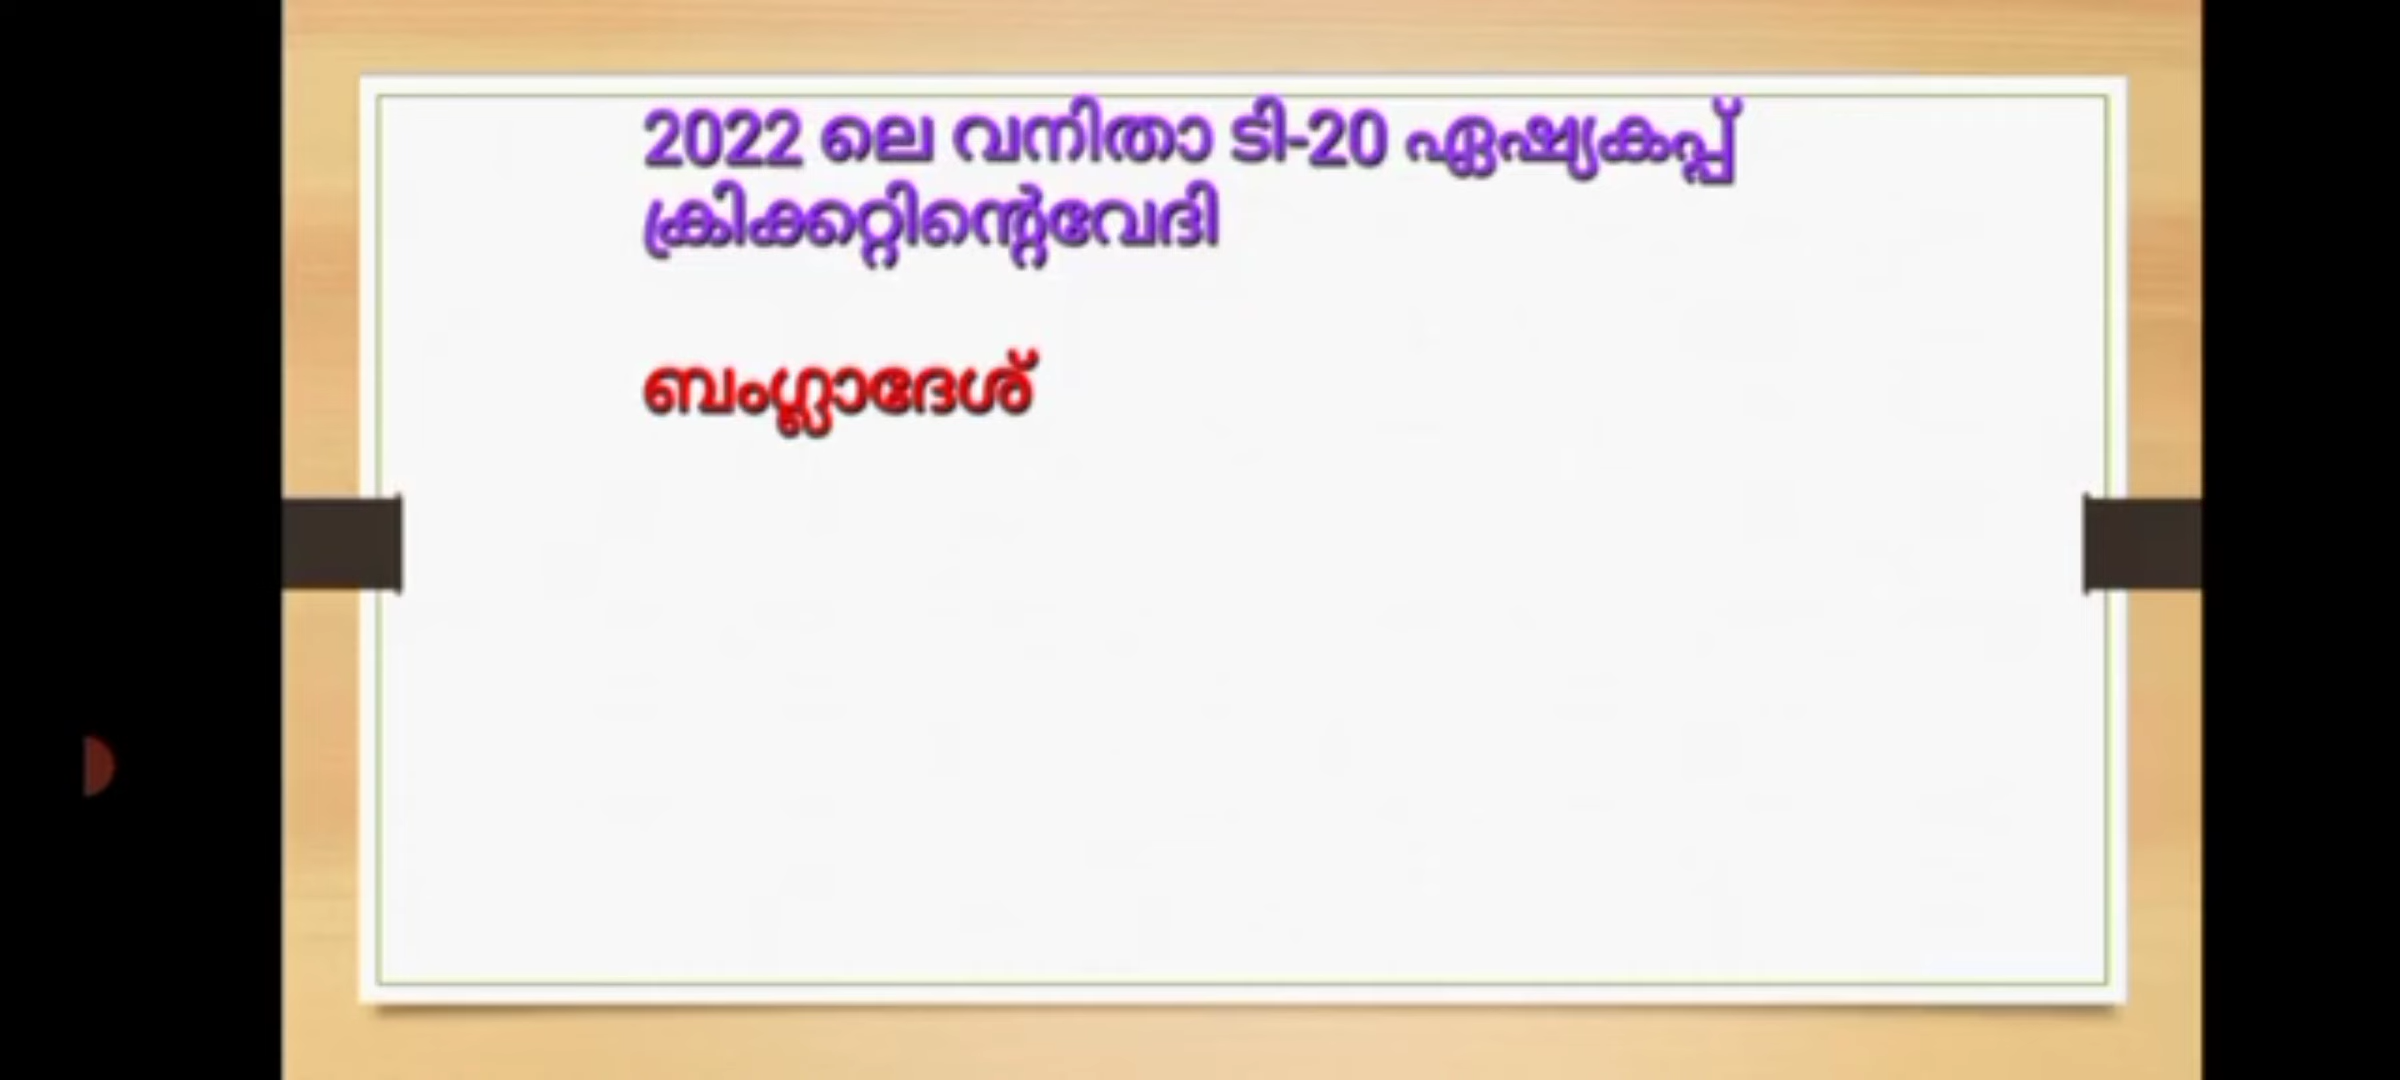 2022 ലെ വനിതാ ടി-20 ഏഷ്യകപ്പ്
ക്രിക്കറ്റിന്റെവേദി
ബംഗ്ലാദേശ്